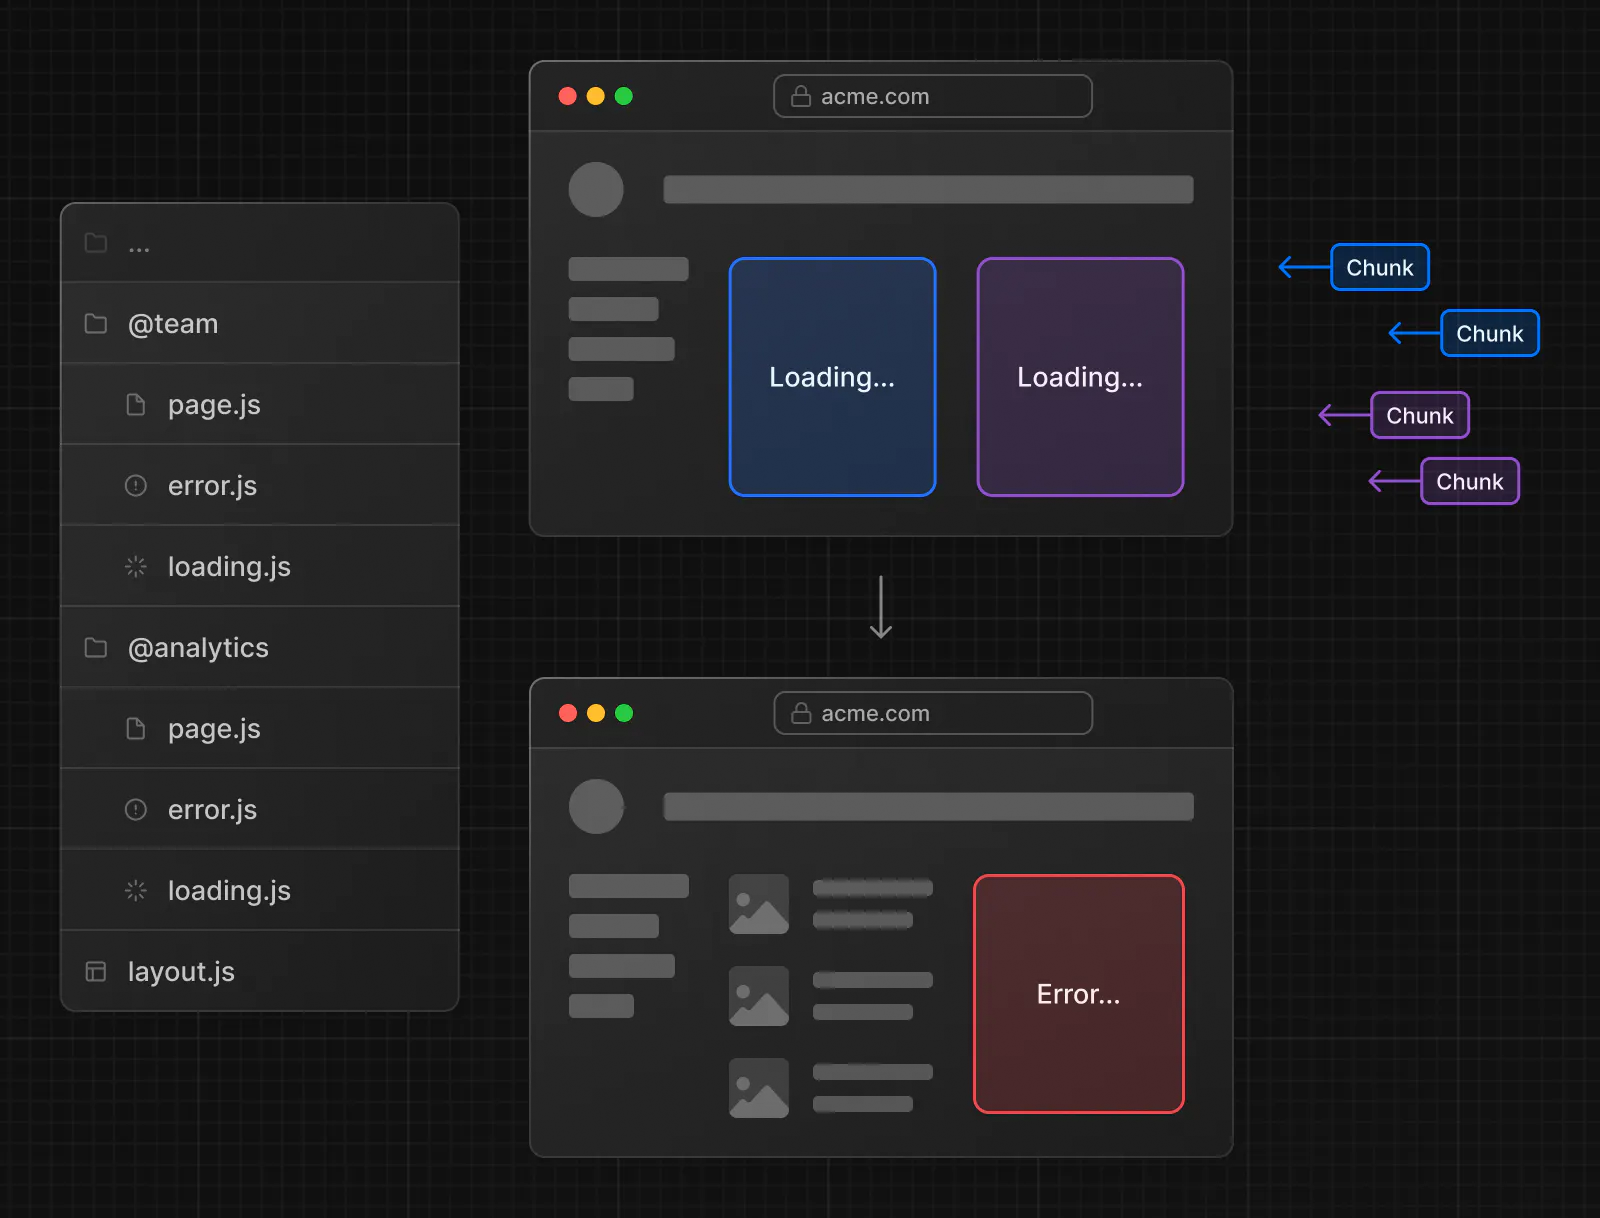 ...
@team
page.js
error.js
loading.js
@analytics
page.js
error.js
loading.js
layout.js
acme.com
Loading...
Loading...
Chunk
Chunk
Chunk
Chunk
acme.com
Error...